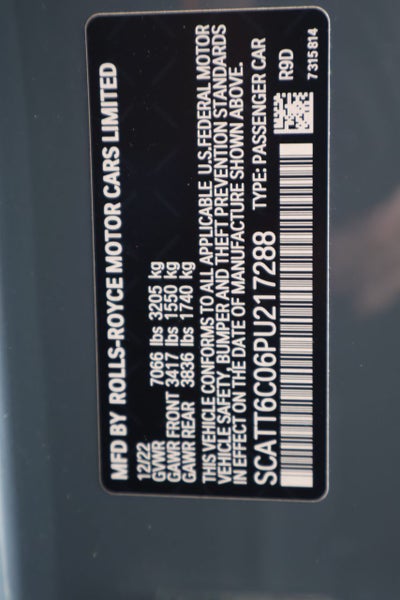 MFD BY ROLLS-ROYCE MOTOR CARS LIMITED
12/22
GVWR 7066 lbs 3205 kg
GAWR FRONT 3417 lbs 1550 kg
GAWR REAR 3836 lbs 1740 kg
THIS VEHICLE CONFORMS TO ALL APPLICABLE U.S.FEDERAL MOTOR
VEHICLE SAFETY, BUMPER AND THEFT PREVENTION STANDARDS
IN EFFECT ON THE DATE OF MANUFACTURE SHOWN ABOVE.
SCATT6C06PU217288 TYPE: PASSENGER CAR
R9D
7315814